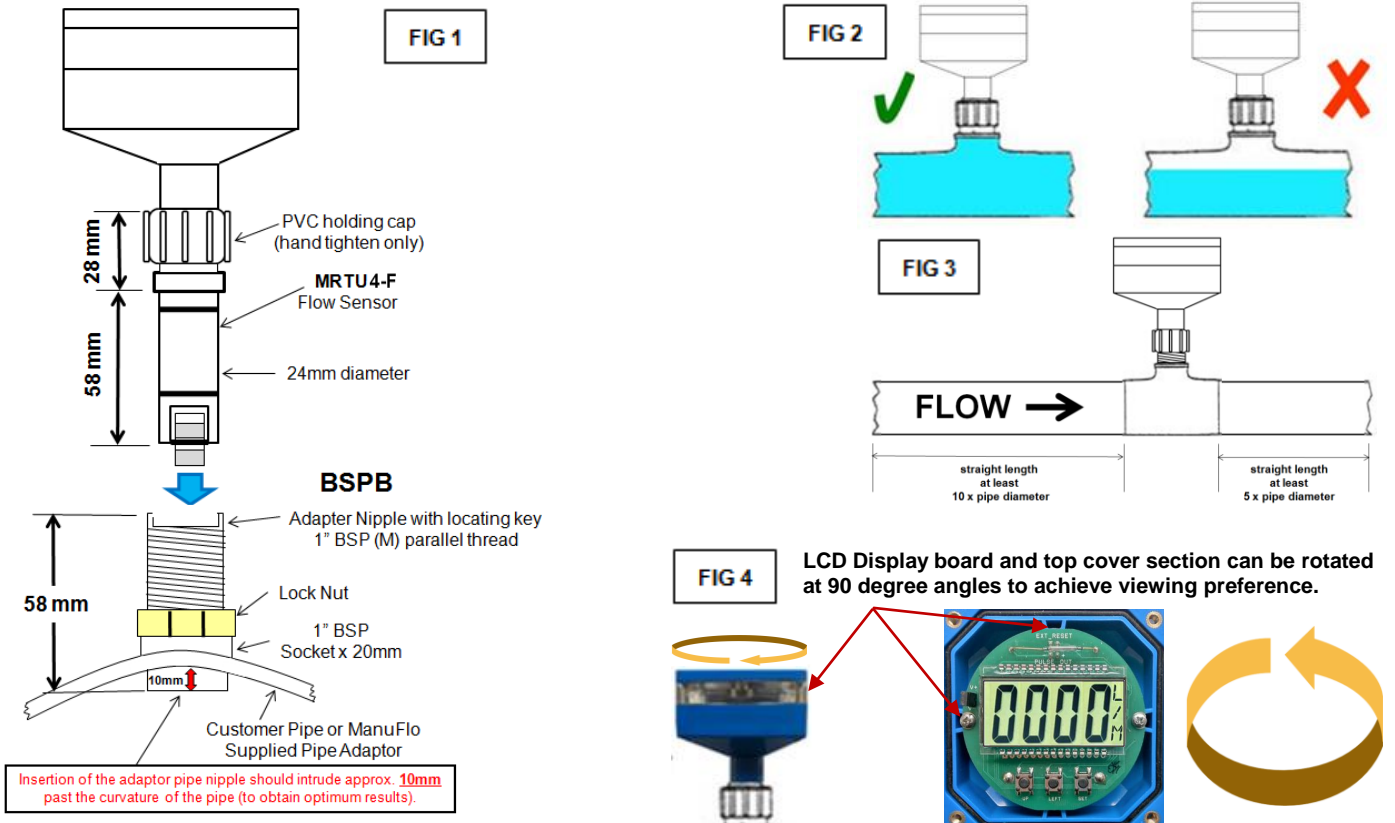 FIG 1
28 mm
PVC holding cap
(hand tighten only)
MRTU4-F
Flow Sensor
58 mm
24mm diameter
BSPB
Adapter Nipple with locating key
1” BSP (M) parallel thread
58 mm
Lock Nut
1” BSP
Socket x 20mm
10mm
Customer Pipe or ManuFlo
Supplied Pipe Adaptor
Insertion of the adaptor pipe nipple should intrude approx. 10mm
past the curvature of the pipe (to obtain optimum results).
FIG 2
FIG 3
FLOW
straight length
at least
10 x pipe diameter
straight length
at least
5 x pipe diameter
FIG 4
LCD Display board and top cover section can be rotated
at 90 degree angles to achieve viewing preference.
EXT_RESET
PULSE OUT
V+
0000 L/M
UP LEFT SET